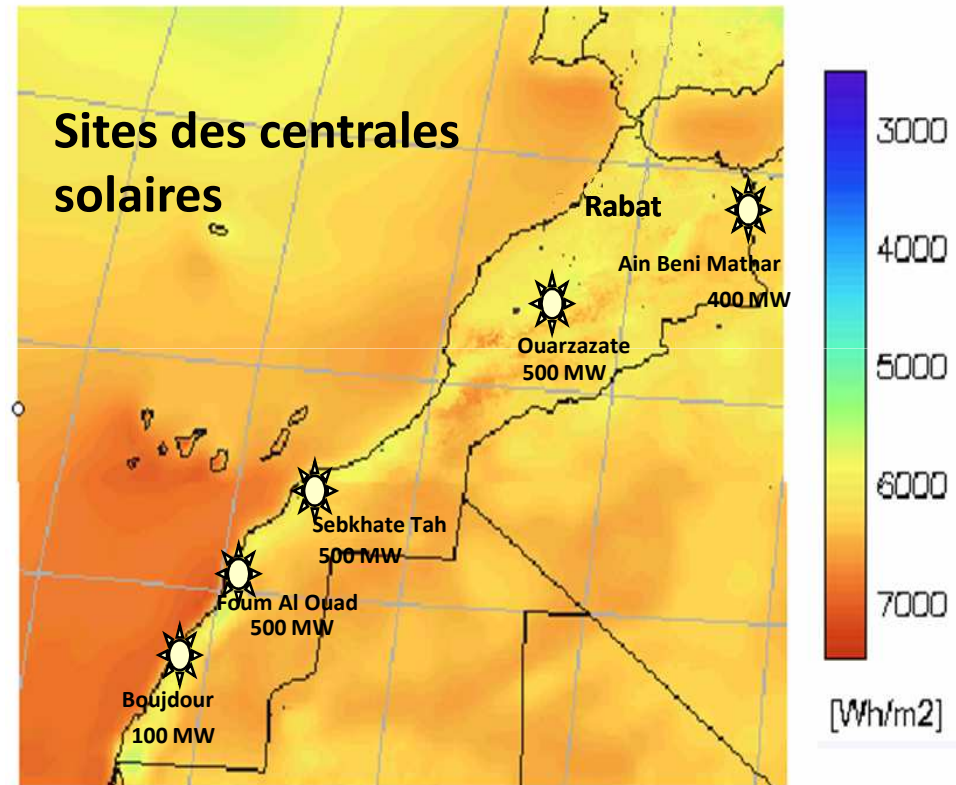 Sites des centrales
solaires
Rabat
Ain Beni Mathar
400 MW
Ouarzazate
500 MW
Sebkhate Tah
500 MW
Foum Al Ouad
500 MW
Boujdour
100 MW
3000
4000
5000
6000
7000
[Wh/m2]